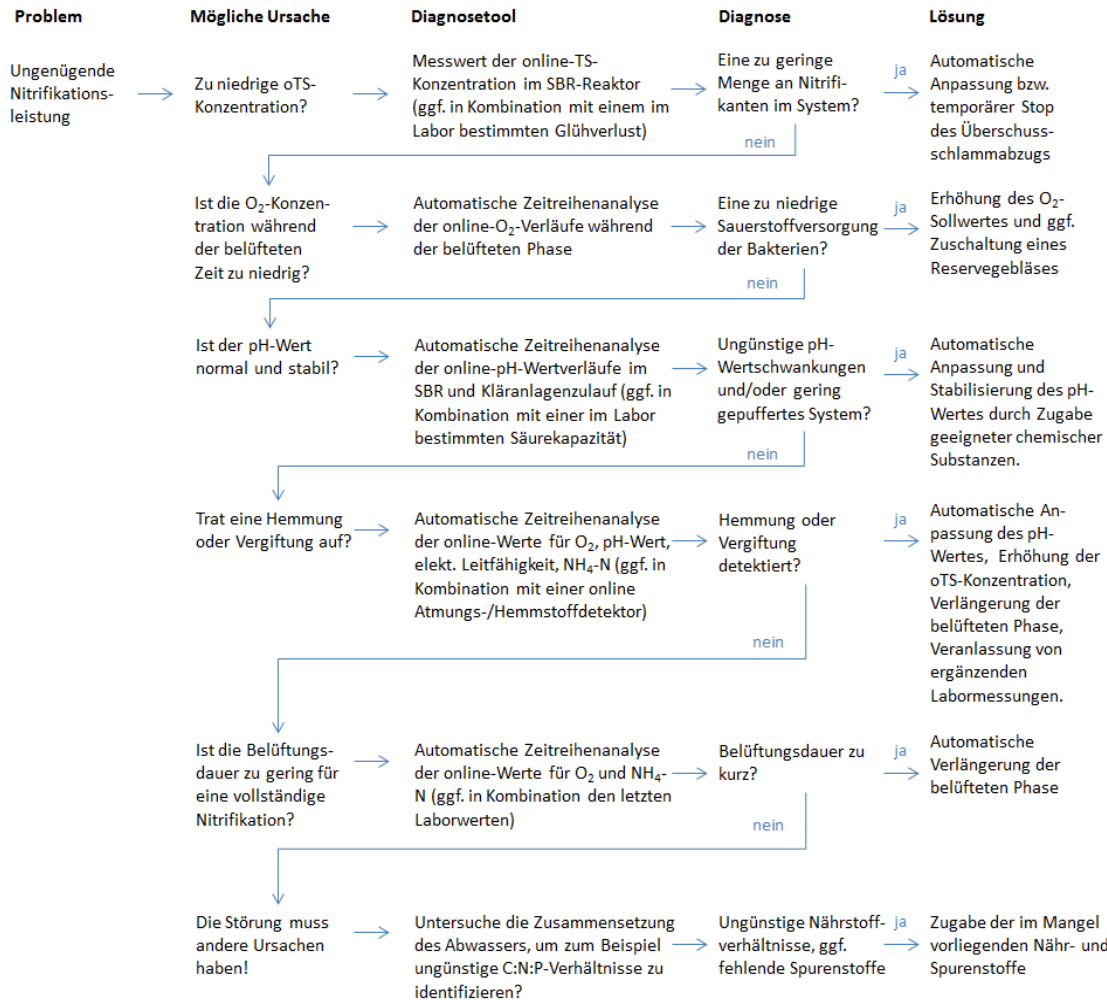 Problem
Mögliche Ursache
Diagnosetool
Diagnose
Lösung
Ungenügende
Nitrifikations-
leistung
Zu niedrige oTS-
Konzentration?
Messwert der online-TS-
Konzentration im SBR-Reaktor
(ggf. in Kombination mit einem im
Labor bestimmten Glühverlust)
Eine zu geringe
Menge an Nitrifi-
kanten im System?
ja
Automatische
Anpassung bzw.
temporärer Stop
des Überschuss-
schlammabzugs
nein
Ist die O₂-Konzen-
tration während
der belüfteten
Zeit zu niedrig?
Automatische Zeitreihenanalyse
der online-O₂-Verläufe während
der belüfteten Phase
Eine zu niedrige
Sauerstoffversorgung
der Bakterien?
ja
Erhöhung des O₂-
Sollwertes und ggf.
Zuschaltung eines
Reservegebläses
nein
Ist der pH-Wert
normal und stabil?
Automatische Zeitreihenanalyse
der online-pH-Wertverläufe im
SBR und Kläranlagenzulauf (ggf. in
Kombination mit einer im Labor
bestimmten Säurekapazität)
Ungünstige pH-
Wertschwankungen
und/oder gering
gepuffertes System?
ja
Automatische
Anpassung und
Stabilisierung des pH-
Wertes durch Zugabe
geeigneter chemischer
Substanzen.
nein
Trat eine Hemmung
oder Vergiftung auf?
Automatische Zeitreihenanalyse
der online-Werte für O₂, pH-Wert,
elekt. Leitfähigkeit, NH₄-N (ggf. in
Kombination mit einer online
Atmungs-/Hemmstoffdetektor)
Hemmung oder
Vergiftung
detektiert?
ja
Automatische An-
passung des pH-
Wertes, Erhöhung der
oTS-Konzentration,
Verlängerung der
belüfteten Phase,
Veranlassung von
ergänzenden
Labormessungen.
nein
Ist die Belüftungs-
dauer zu gering für
eine vollständige
Nitrifikation?
Automatische Zeitreihenanalyse
der online-Werte für O₂ und NH₄-
N (ggf. in Kombination den letzten
Laborwerten)
Belüftungsdauer zu
kurz?
ja
Automatische
Verlängerung der
belüfteten Phase
nein
Die Störung muss
andere Ursachen
haben!
Untersuche die Zusammensetzung
des Abwassers, um zum Beispiel
ungünstige C:N:P-Verhältnisse zu
identifizieren?
Ungünstige Nährstoff-
verhältnisse, ggf.
fehlende Spurenstoffe
ja
Zugabe der im Mangel
vorliegenden Nähr- und
Spurenstoffe